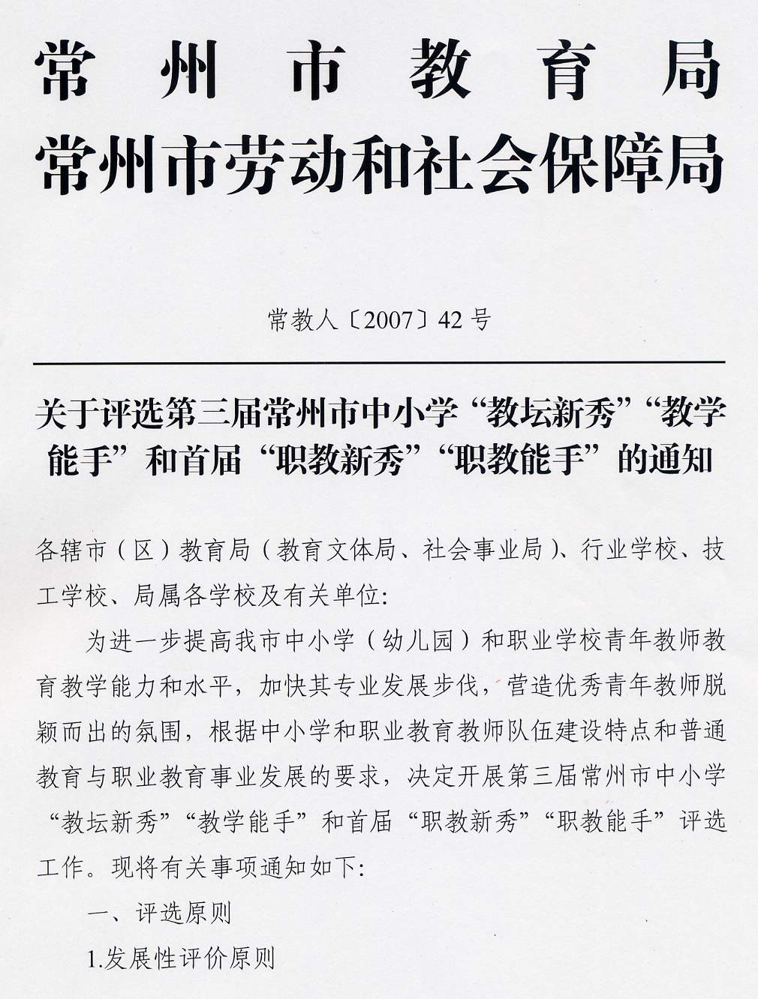 常州市教育局
常州市劳动和社会保障局
常教人〔2007〕42号
关于评选第三届常州市中小学“教坛新秀”“教学
能手”和首届“职教新秀”“职教能手”的通知
各辖市（区）教育局（教育文体局、社会事业局）、行业学校、技
工学校、局属各学校及有关单位：
为进一步提高我市中小学（幼儿园）和职业学校青年教师教
育教学能力和水平，加快其专业发展步伐，营造优秀青年教师脱
颖而出的氛围，根据中小学和职业教育教师队伍建设特点和普通
教育与职业教育事业发展的要求，决定开展第三届常州市中小学
“教坛新秀”“教学能手”和首届“职教新秀”“职教能手”评选
工作。现将有关事项通知如下：
一、评选原则
1.发展性评价原则